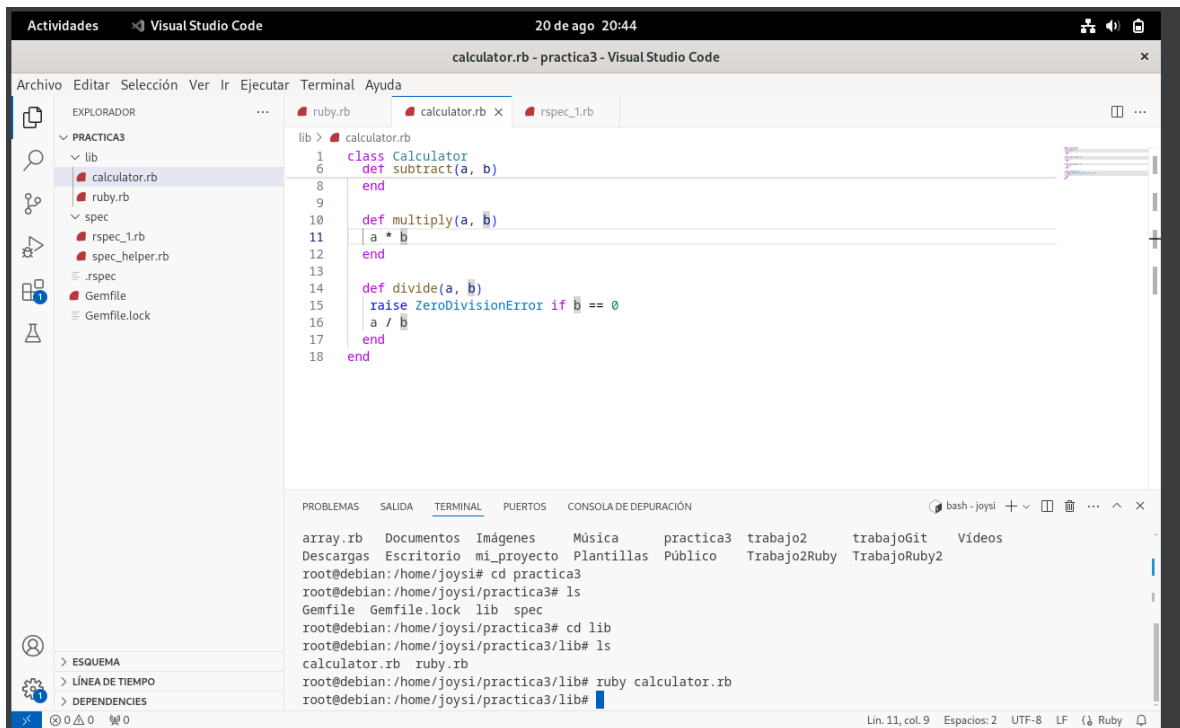 Actividades Visual Studio Code 20 de ago 20:44
calculator.rb - practica3 - Visual Studio Code ×
Archivo Editar Selección Ver Ir Ejecutar Terminal Ayuda
EXPLORADOR ...
PRACTICA3
lib
calculator.rb
ruby.rb
spec
rspec_1.rb
spec_helper.rb
.rspec
Gemfile
Gemfile.lock
ESQUEMA
LÍNEA DE TIEMPO
DEPENDENCIES
1
1
ruby.rb calculator.rb × rspec_1.rb ...
lib > calculator.rb
1 class Calculator
6 def subtract(a, b)
8 end
9
10 def multiply(a, b)
11 a * b
12 end
13
14 def divide(a, b)
15 raise ZeroDivisionError if b == 0
16 a / b
17 end
18 end
PROBLEMAS SALIDA TERMINAL PUERTOS CONSOLA DE DEPURACIÓN bash - joysi + ... ×
array.rb Documentos Imágenes Música practica3 trabajo2 trabajoGit Vídeos
Descargas Escritorio mi_proyecto Plantillas Público Trabajo2Ruby TrabajoRuby2
root@debian:/home/joysi# cd practica3
root@debian:/home/joysi/practica3# ls
Gemfile Gemfile.lock lib spec
root@debian:/home/joysi/practica3# cd lib
root@debian:/home/joysi/practica3/lib# ls
calculator.rb ruby.rb
root@debian:/home/joysi/practica3/lib# ruby calculator.rb
root@debian:/home/joysi/practica3/lib#
0 0 0 Lín. 11, col. 9 Espacios: 2 UTF-8 LF Ruby